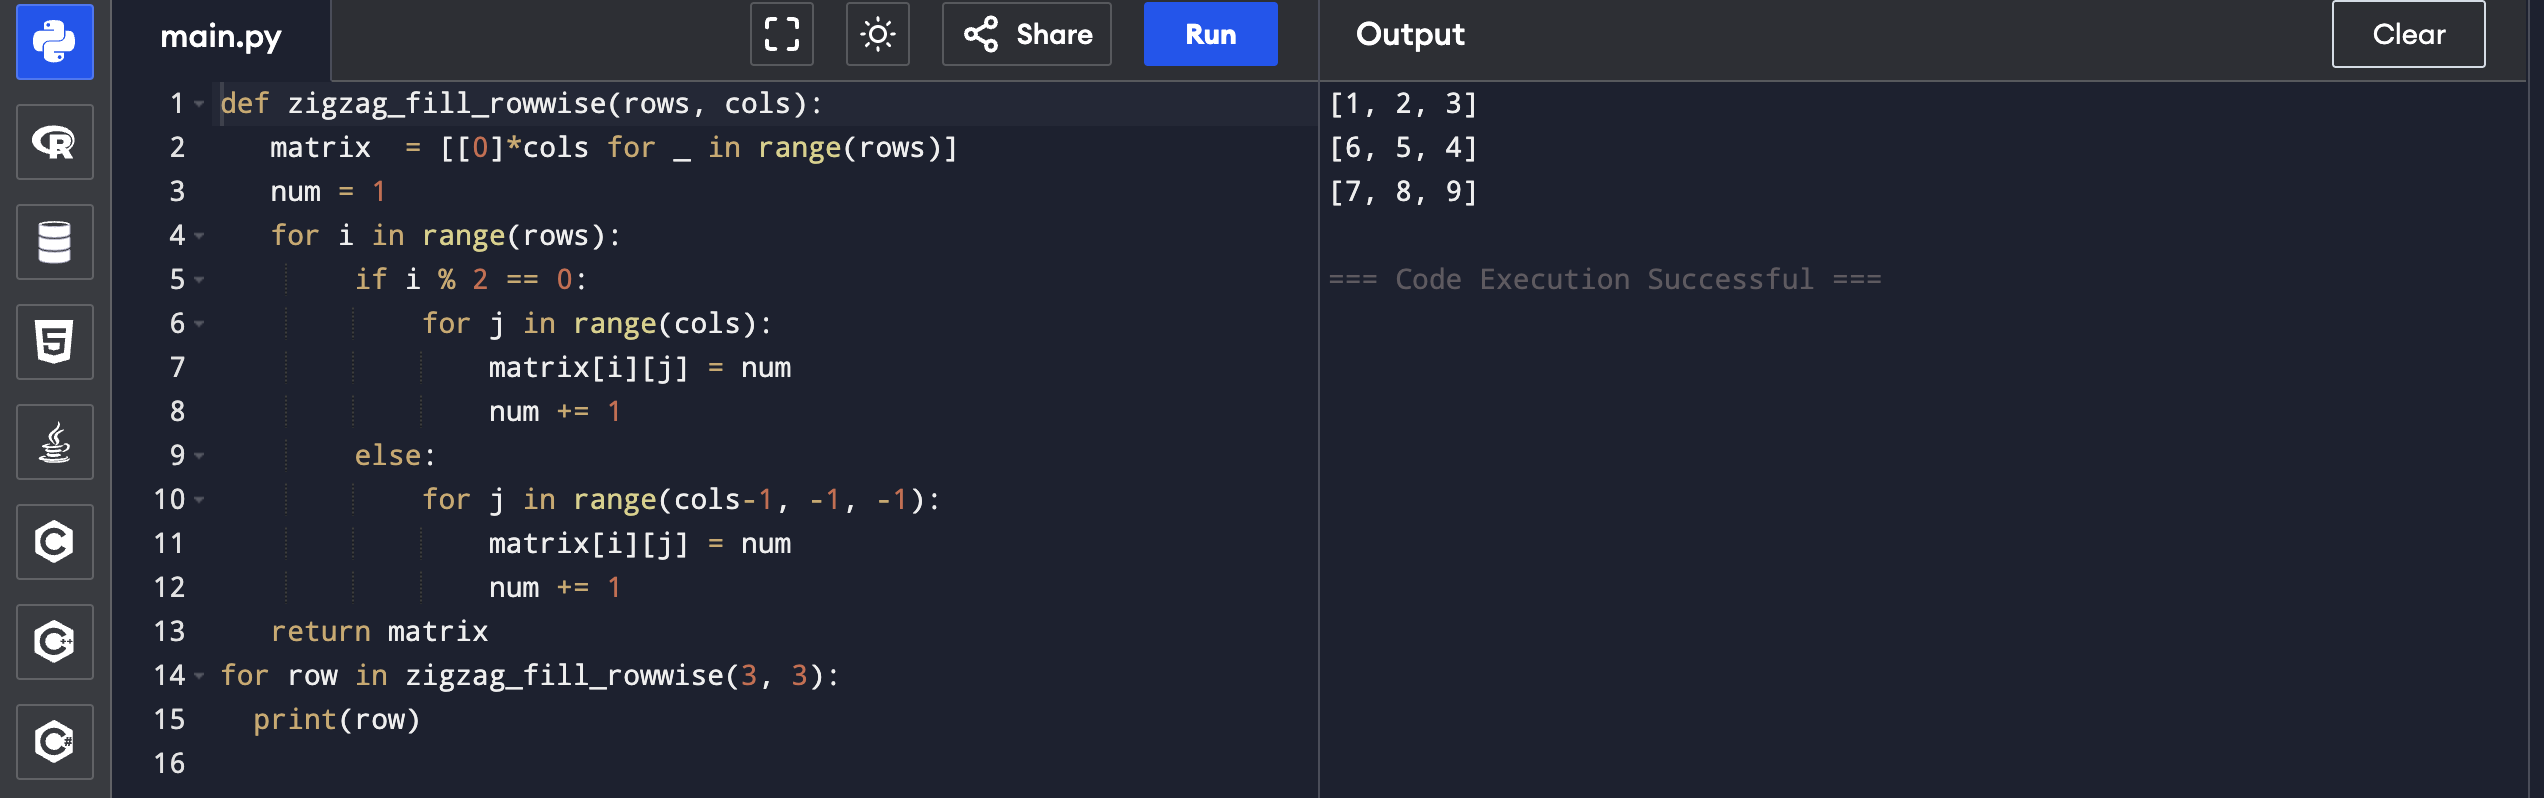 main.py
Share
Run
Output
Clear
1 def zigzag_fill_rowwise(rows, cols):
2    matrix  = [[0]*cols for _ in range(rows)]
3    num = 1
4    for i in range(rows):
5         if i % 2 == 0:
6             for j in range(cols):
7                 matrix[i][j] = num
8                 num += 1
9         else:
10             for j in range(cols-1, -1, -1):
11                 matrix[i][j] = num
12                 num += 1
13    return matrix
14 for row in zigzag_fill_rowwise(3, 3):
15   print(row)
16
[1, 2, 3]
[6, 5, 4]
[7, 8, 9]
=== Code Execution Successful ===
R
5
C
C++
C#